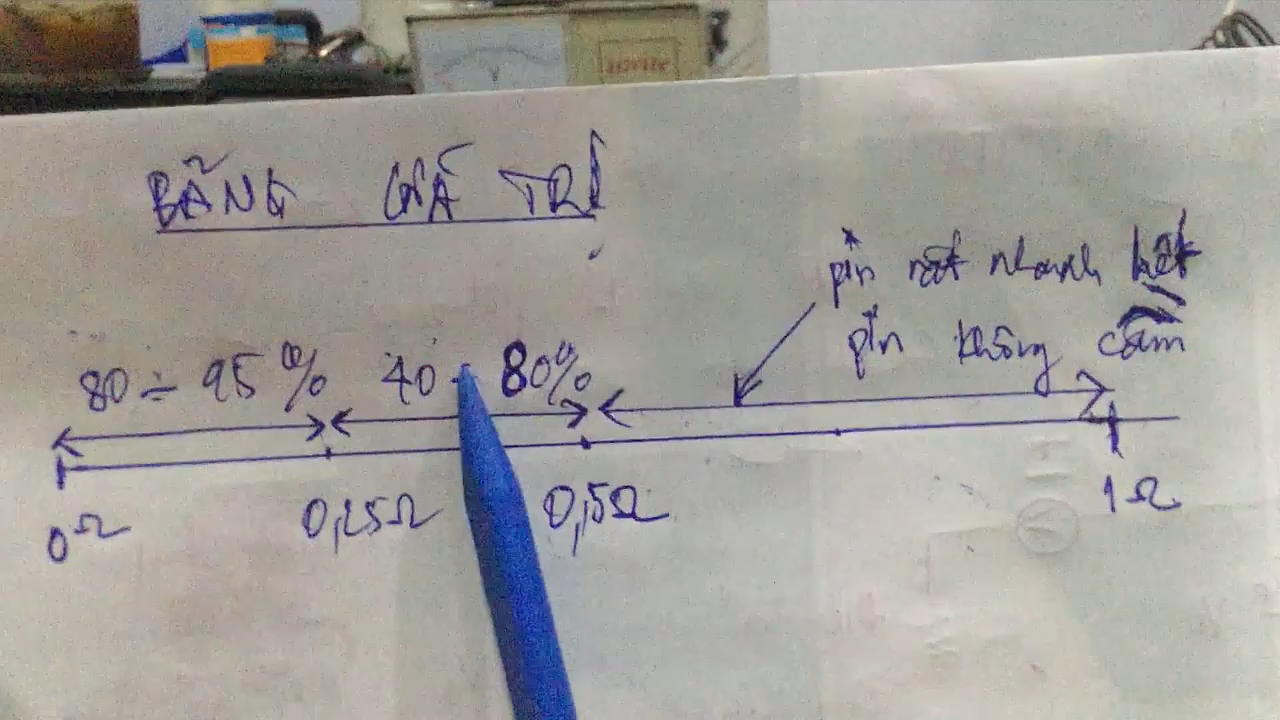 BẢNG GIÁ TRỊ
pin rất nhanh hết
pin không cầm
80 ÷ 95 % 40 80%
0Ω 0,25Ω 0,5Ω 1Ω
V